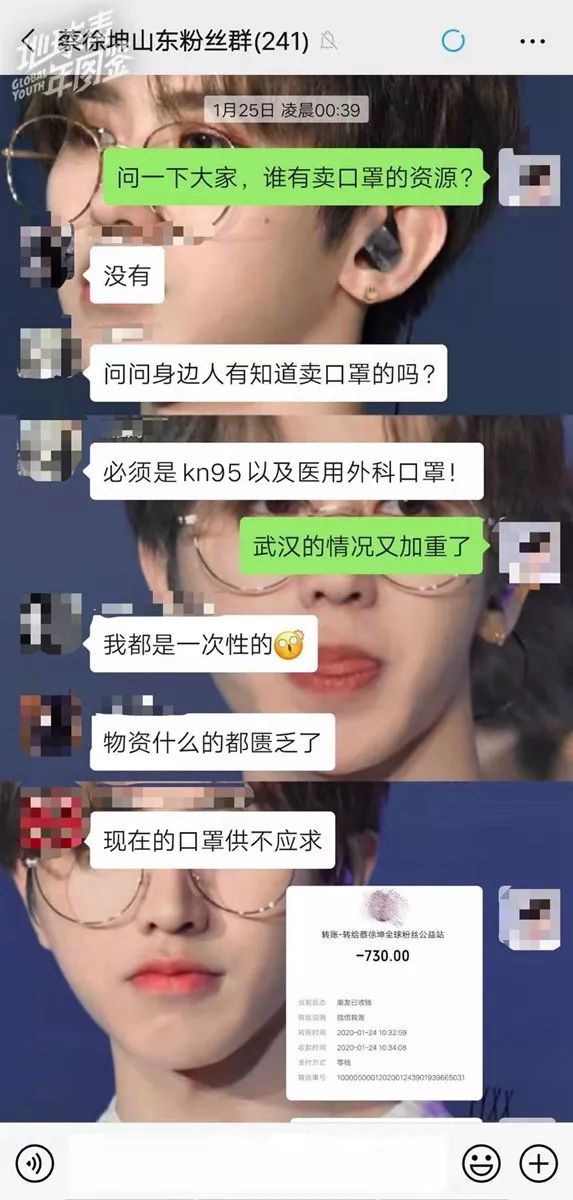 地球青年图鉴
GLOBAL YOUTH
蔡徐坤山东粉丝群(241)
1月25日 凌晨00:39
问一下大家，谁有卖口罩的资源？
没有
问问身边人有知道卖口罩的吗？
必须是kn95以及医用外科口罩！
武汉的情况又加重了
我都是一次性的
物资什么的都匮乏了
现在的口罩供不应求
转账-转给蔡徐坤全球粉丝公益站
-730.00
当前状态 朋友已收钱
转账说明 微信转账
转账时间 2020-01-24 10:32:59
收款时间 2020-01-24 10:34:08
支付方式 零钱
转账单号 1000050001202001243901939665031